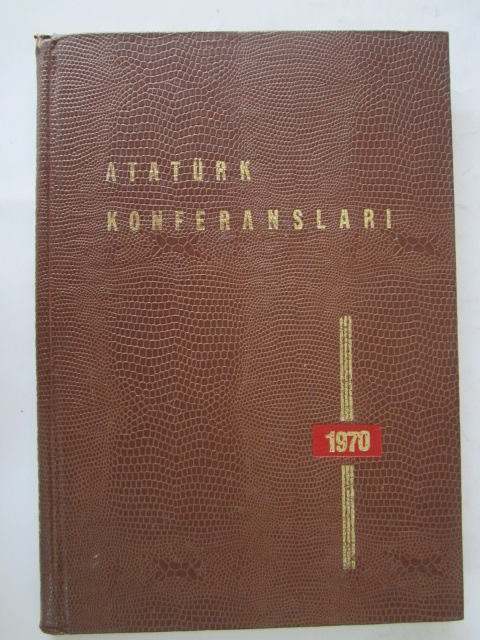 ATATÜRK
KONFERANSLARI
1970